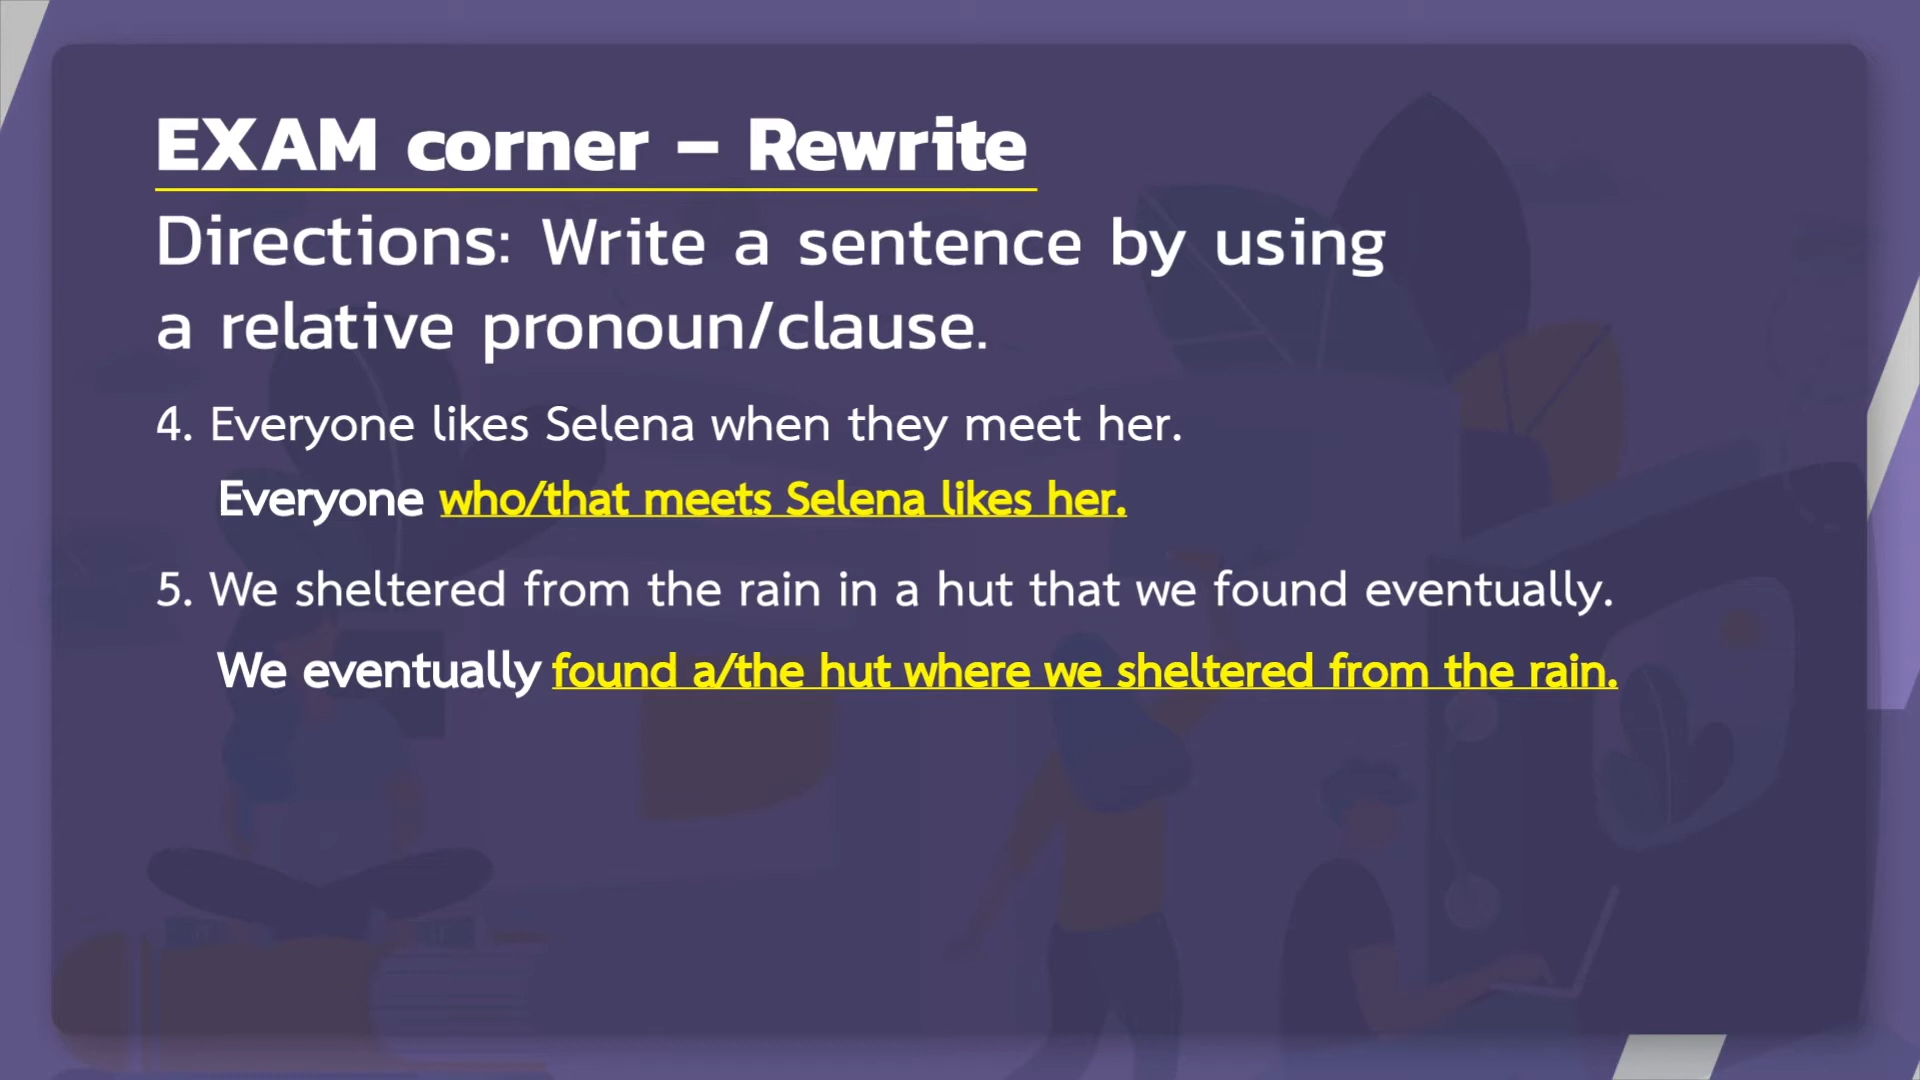 EXAM corner – Rewrite
Directions: Write a sentence by using
a relative pronoun/clause.
4. Everyone likes Selena when they meet her.
Everyone who/that meets Selena likes her.
5. We sheltered from the rain in a hut that we found eventually.
We eventually found a/the hut where we sheltered from the rain.